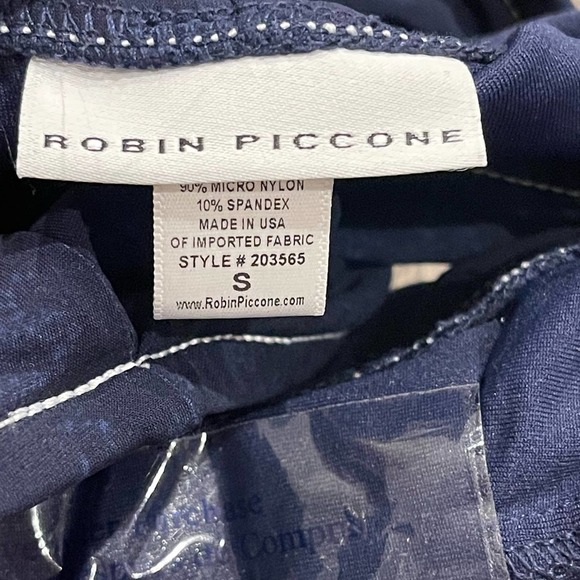 ROBIN PICCONE
90% MICRO NYLON
10% SPANDEX
MADE IN USA
OF IMPORTED FABRIC
STYLE # 203565
S
www.RobinPiccone.com